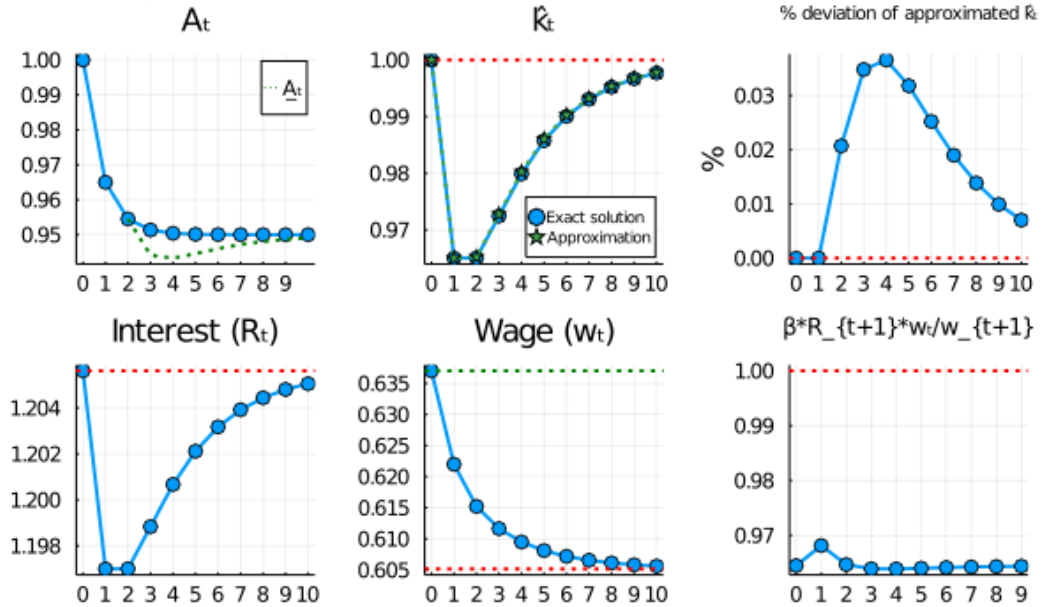 Aₜ
k̂ₜ
% deviation of approximated k̂ₜ
1.00
0.99
0.98
0.97
0.96
0.95
A̲ₜ
0 1 2 3 4 5 6 7 8 9
1.00
0.99
0.98
0.97
Exact solution
Approximation
0 1 2 3 4 5 6 7 8 9 10
%
0.03
0.02
0.01
0.00
0 1 2 3 4 5 6 7 8 9 10
Interest (Rₜ)
Wage (wₜ)
β*R_{t+1}*wₜ/w_{t+1}
1.204
1.202
1.200
1.198
0 1 2 3 4 5 6 7 8 9 10
0.635
0.630
0.625
0.620
0.615
0.610
0.605
0 1 2 3 4 5 6 7 8 9 10
1.00
0.99
0.98
0.97
0 1 2 3 4 5 6 7 8 9